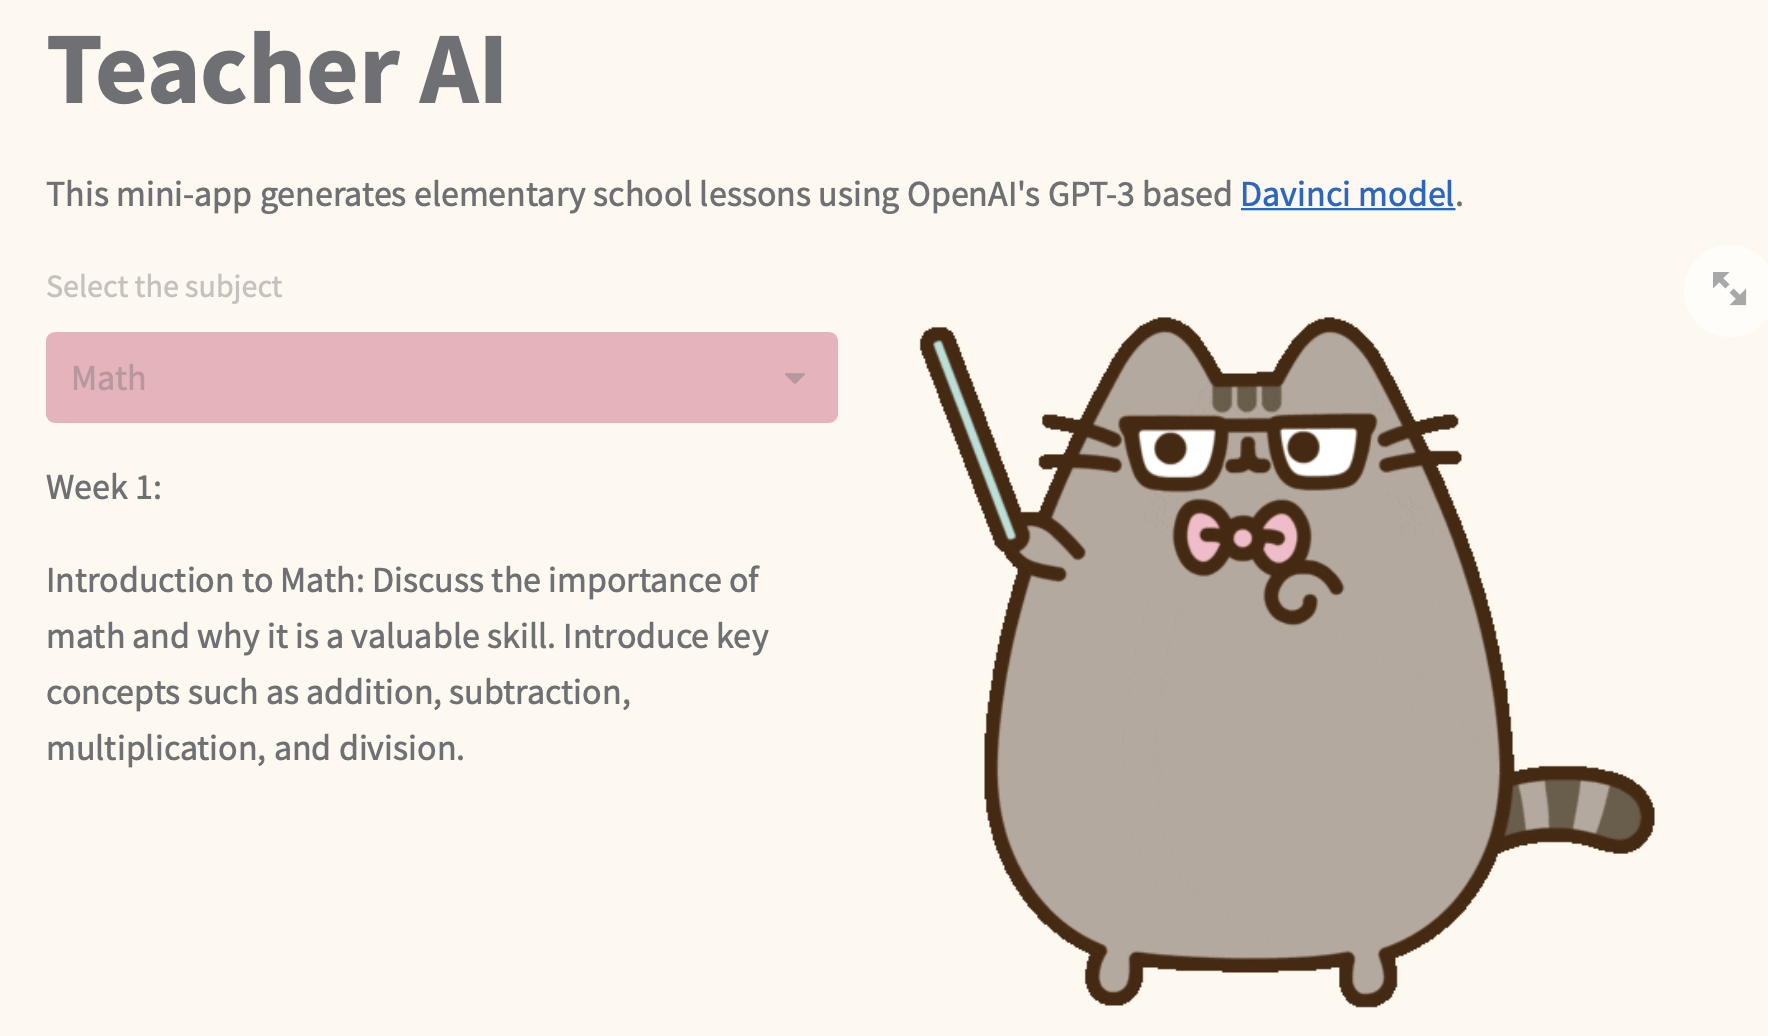 Teacher AI
This mini-app generates elementary school lessons using OpenAI's GPT-3 based Davinci model.
Select the subject
Math
Week 1:
Introduction to Math: Discuss the importance of
math and why it is a valuable skill. Introduce key
concepts such as addition, subtraction,
multiplication, and division.